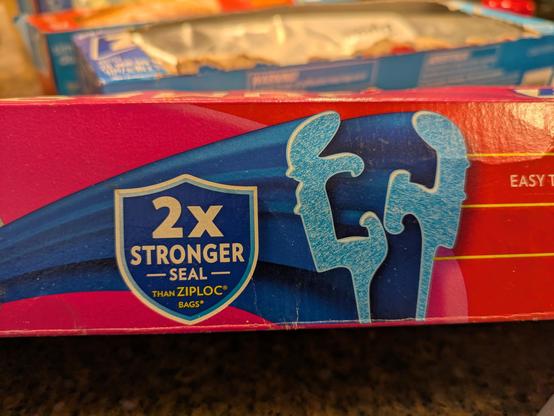 2x
STRONGER
SEAL
THAN ZIPLOC®
BAGS*
EASY T